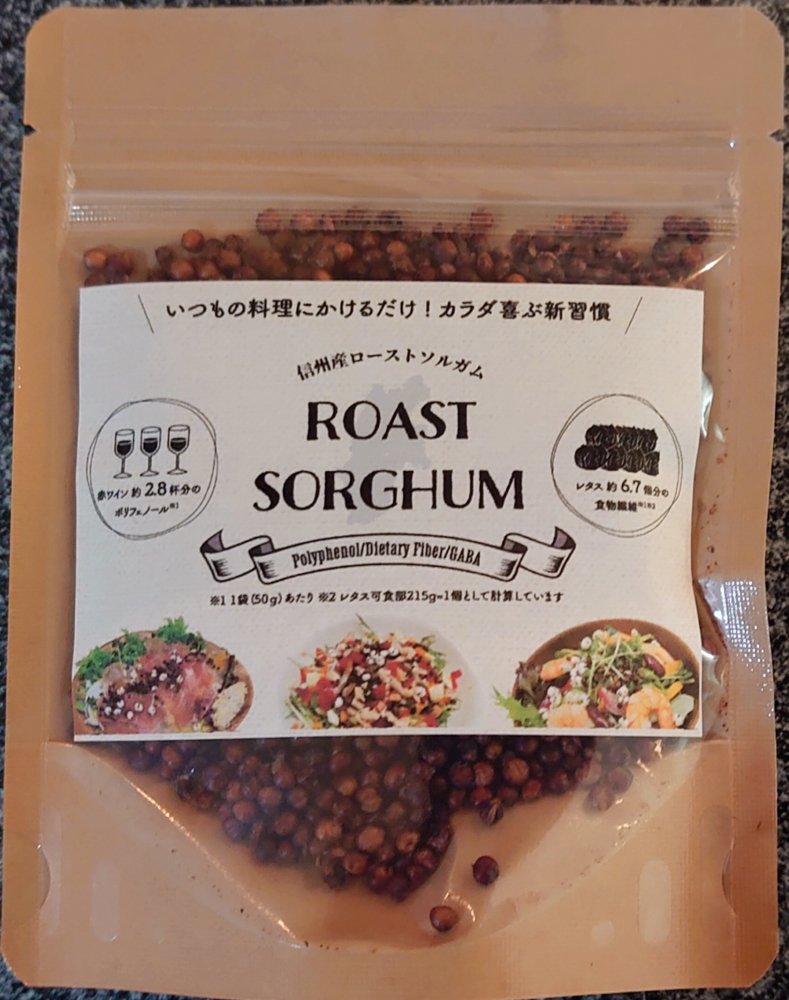 いつもの料理にかけるだけ！カラダ喜ぶ新習慣
信州産ローストソルガム
ROAST
SORGHUM
赤ワイン 約 2.8 杯分の
ポリフェノール※1
レタス 約 6.7 個分の
食物繊維※1※2
Polyphenol/Dietary Fiber/GABA
※1 1袋(50g)あたり ※2 レタス可食部215g=1個として計算しています